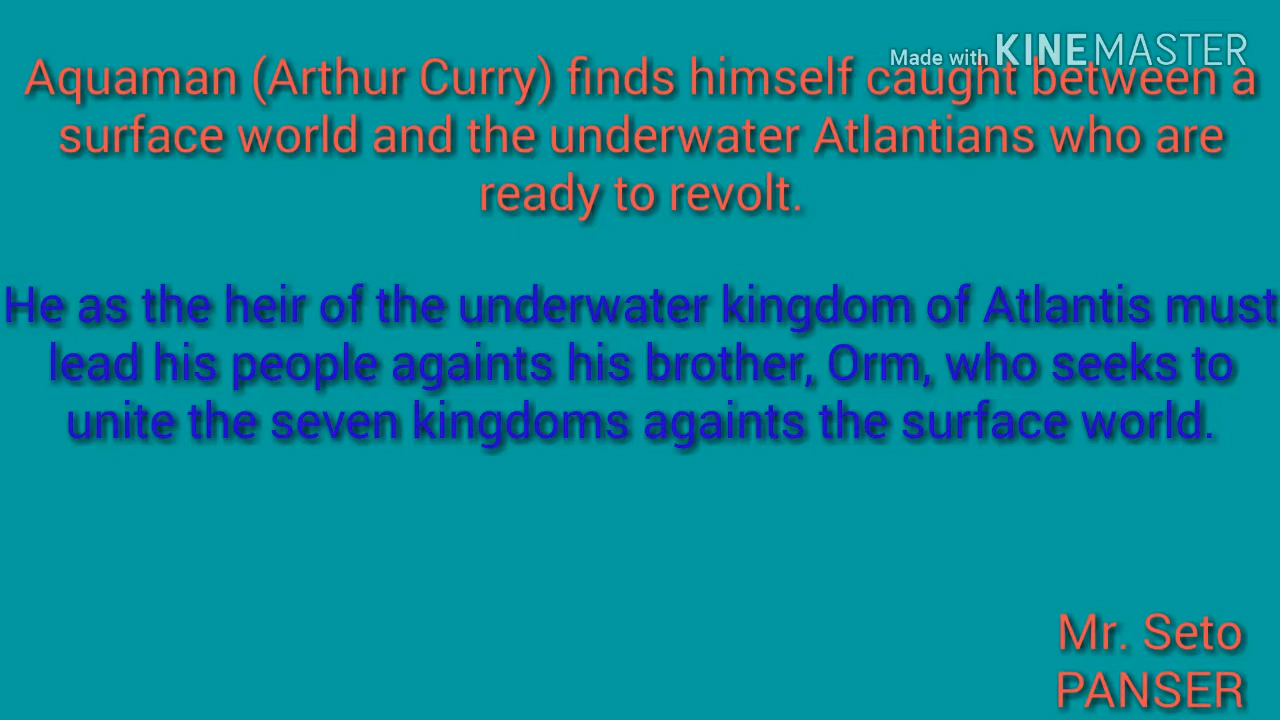 Made with KINEMASTER
Aquaman (Arthur Curry) finds himself caught between a
surface world and the underwater Atlantians who are
ready to revolt.
He as the heir of the underwater kingdom of Atlantis must
lead his people againts his brother, Orm, who seeks to
unite the seven kingdoms againts the surface world.
Mr. Seto
PANSER